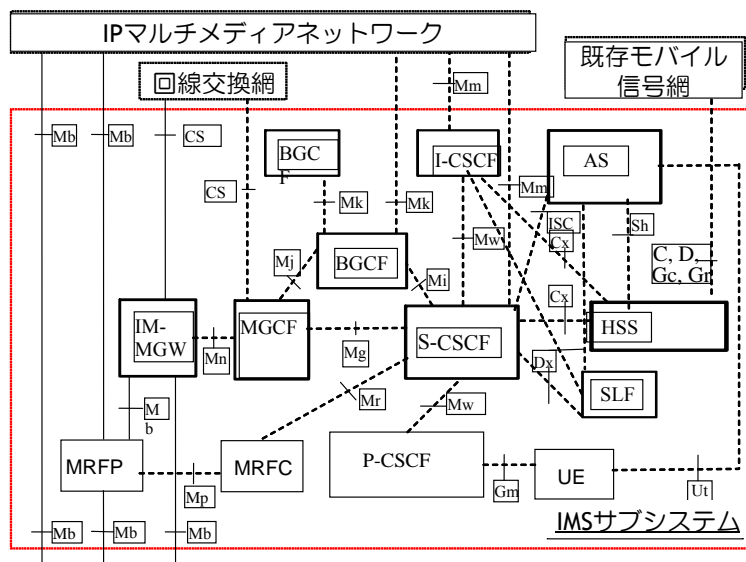 IPマルチメディアネットワーク
既存モバイル
信号網
回線交換網
Mm
Mb
Mb
CS
BGC
F
I-CSCF
AS
CS
Mk
Mk
Mm
ISC
Sh
Mw
Cx
C, D,
Gc, Gr
BGCF
Mj
Mi
Cx
IM-
MGW
MGCF
S-CSCF
HSS
Mn
Mg
Dx
SLF
Mr
Mw
M
b
MRFP
MRFC
P-CSCF
UE
Mp
Gm
Ut
IMSサブシステム
Mb
Mb
Mb